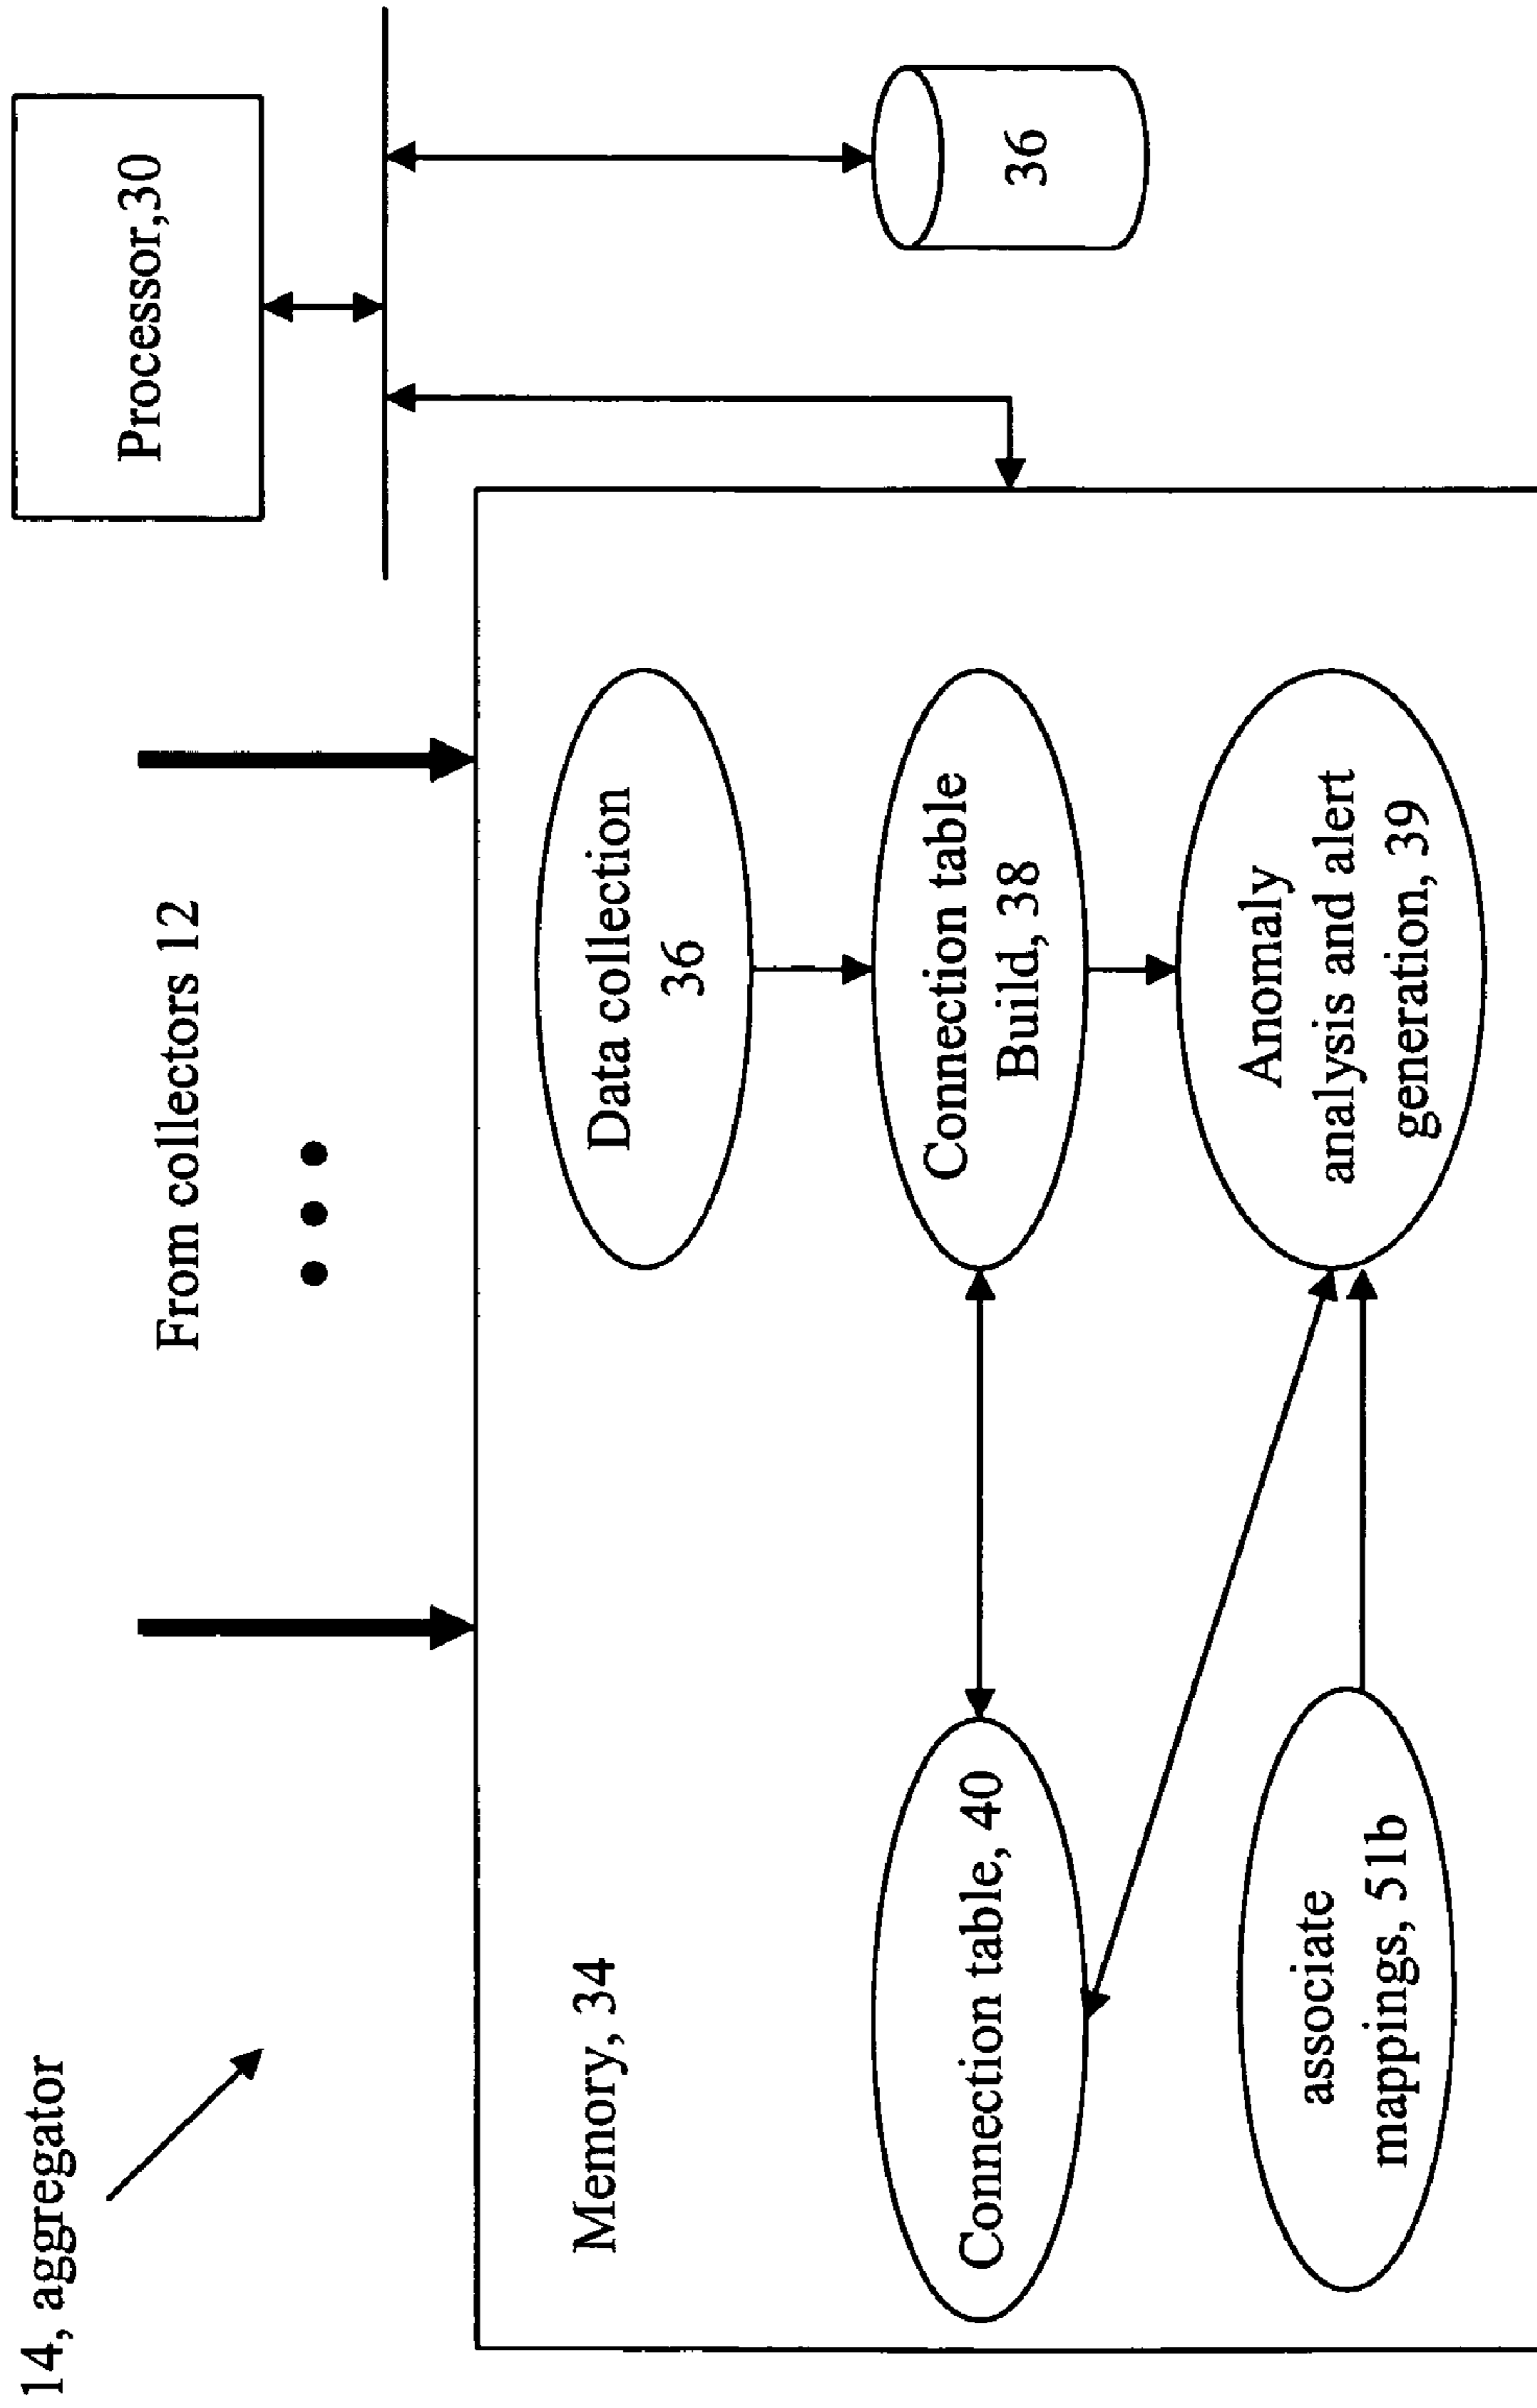 14, aggregator
From collectors 12
Processor,30
Memory, 34
Data collection
36
36
Connection table, 40
Connection table
Build, 38
associate
mappings, 51b
Anomaly
analysis and alert
generation, 39